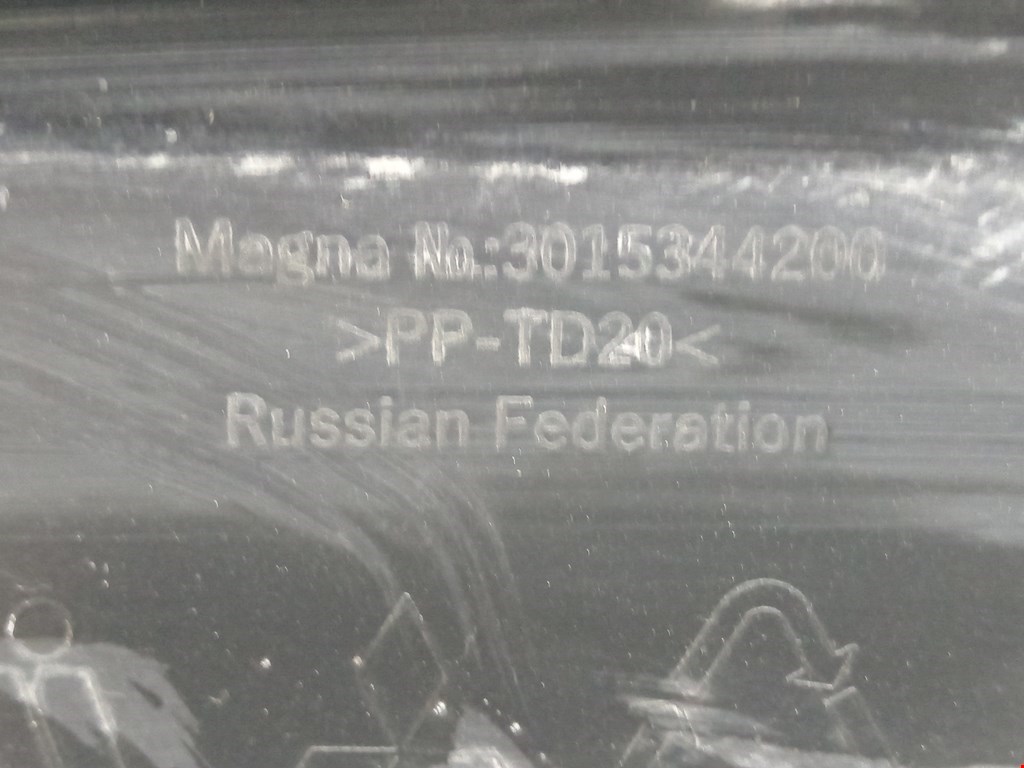 Magna No.:3015344200
>PP-TD20<
Russian Federation